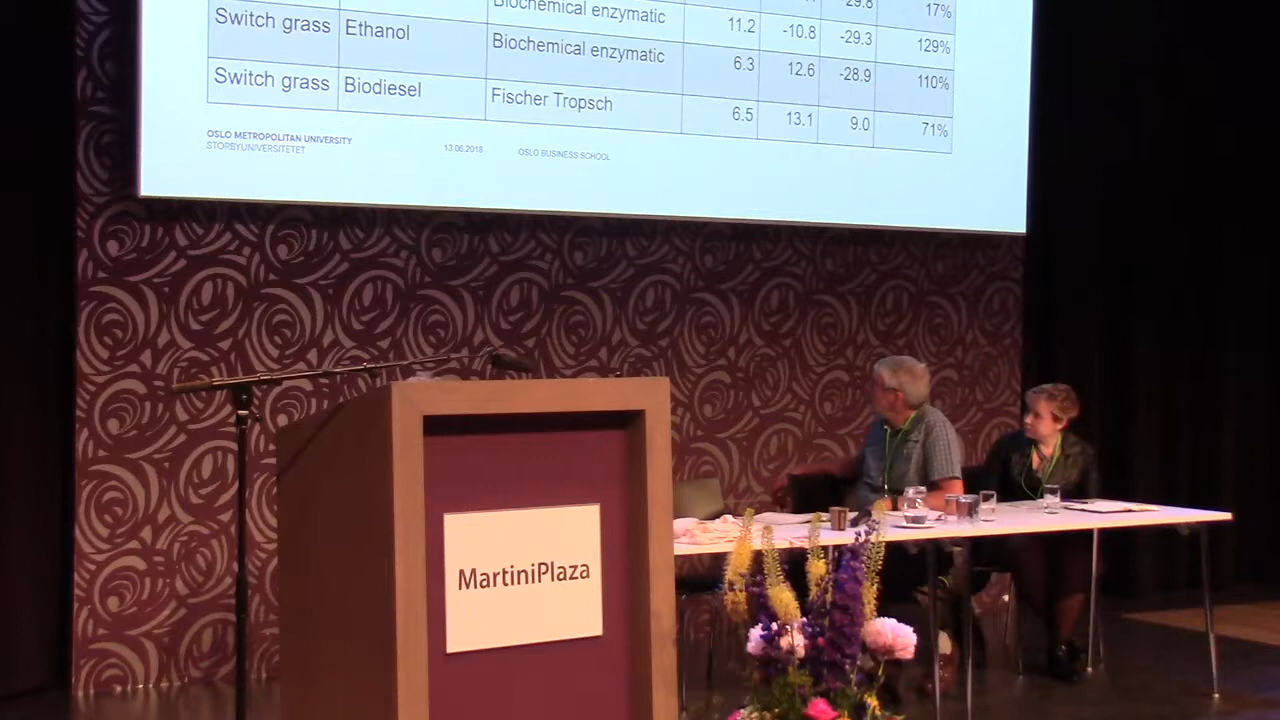 Biochemical enzymatic 29.8 17%
Switch grass Ethanol Biochemical enzymatic 11.2 -10.8 -29.3 129%
6.3 12.6 -28.9 110%
Switch grass Biodiesel Fischer Tropsch 6.5 13.1 9.0 71%
OSLO METROPOLITAN UNIVERSITY
STORBYUNIVERSITETET
13.06.2018 OSLO BUSINESS SCHOOL
MartiniPlaza